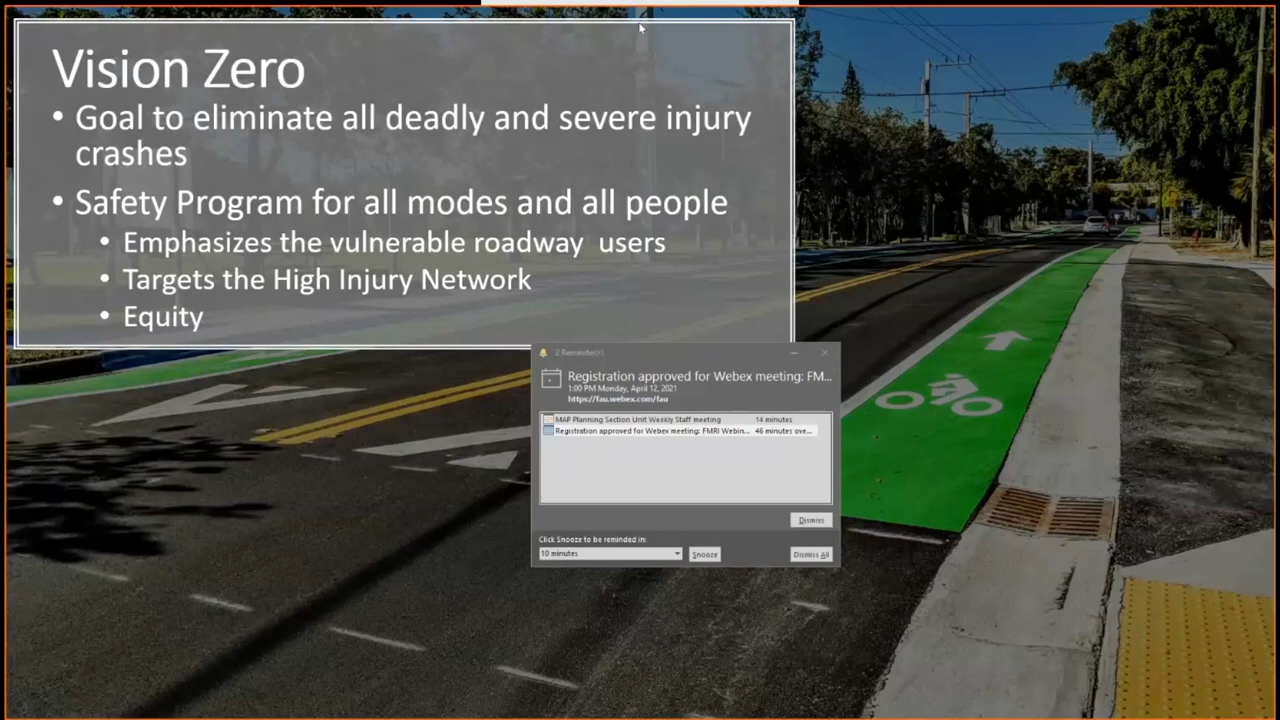 Vision Zero
• Goal to eliminate all deadly and severe injury
crashes
• Safety Program for all modes and all people
• Emphasizes the vulnerable roadway users
• Targets the High Injury Network
• Equity
2 Reminder(s)
Registration approved for Webex meeting: FM...
1:00 PM Monday, April 12, 2021
https://fau.webex.com/fau
MAP Planning Section Unit Weekly Staff meeting 14 minutes
Registration approved for Webex meeting: FMRI Webin... 46 minutes ove...
Dismiss
Click Snooze to be reminded in:
10 minutes
Snooze
Dismiss All